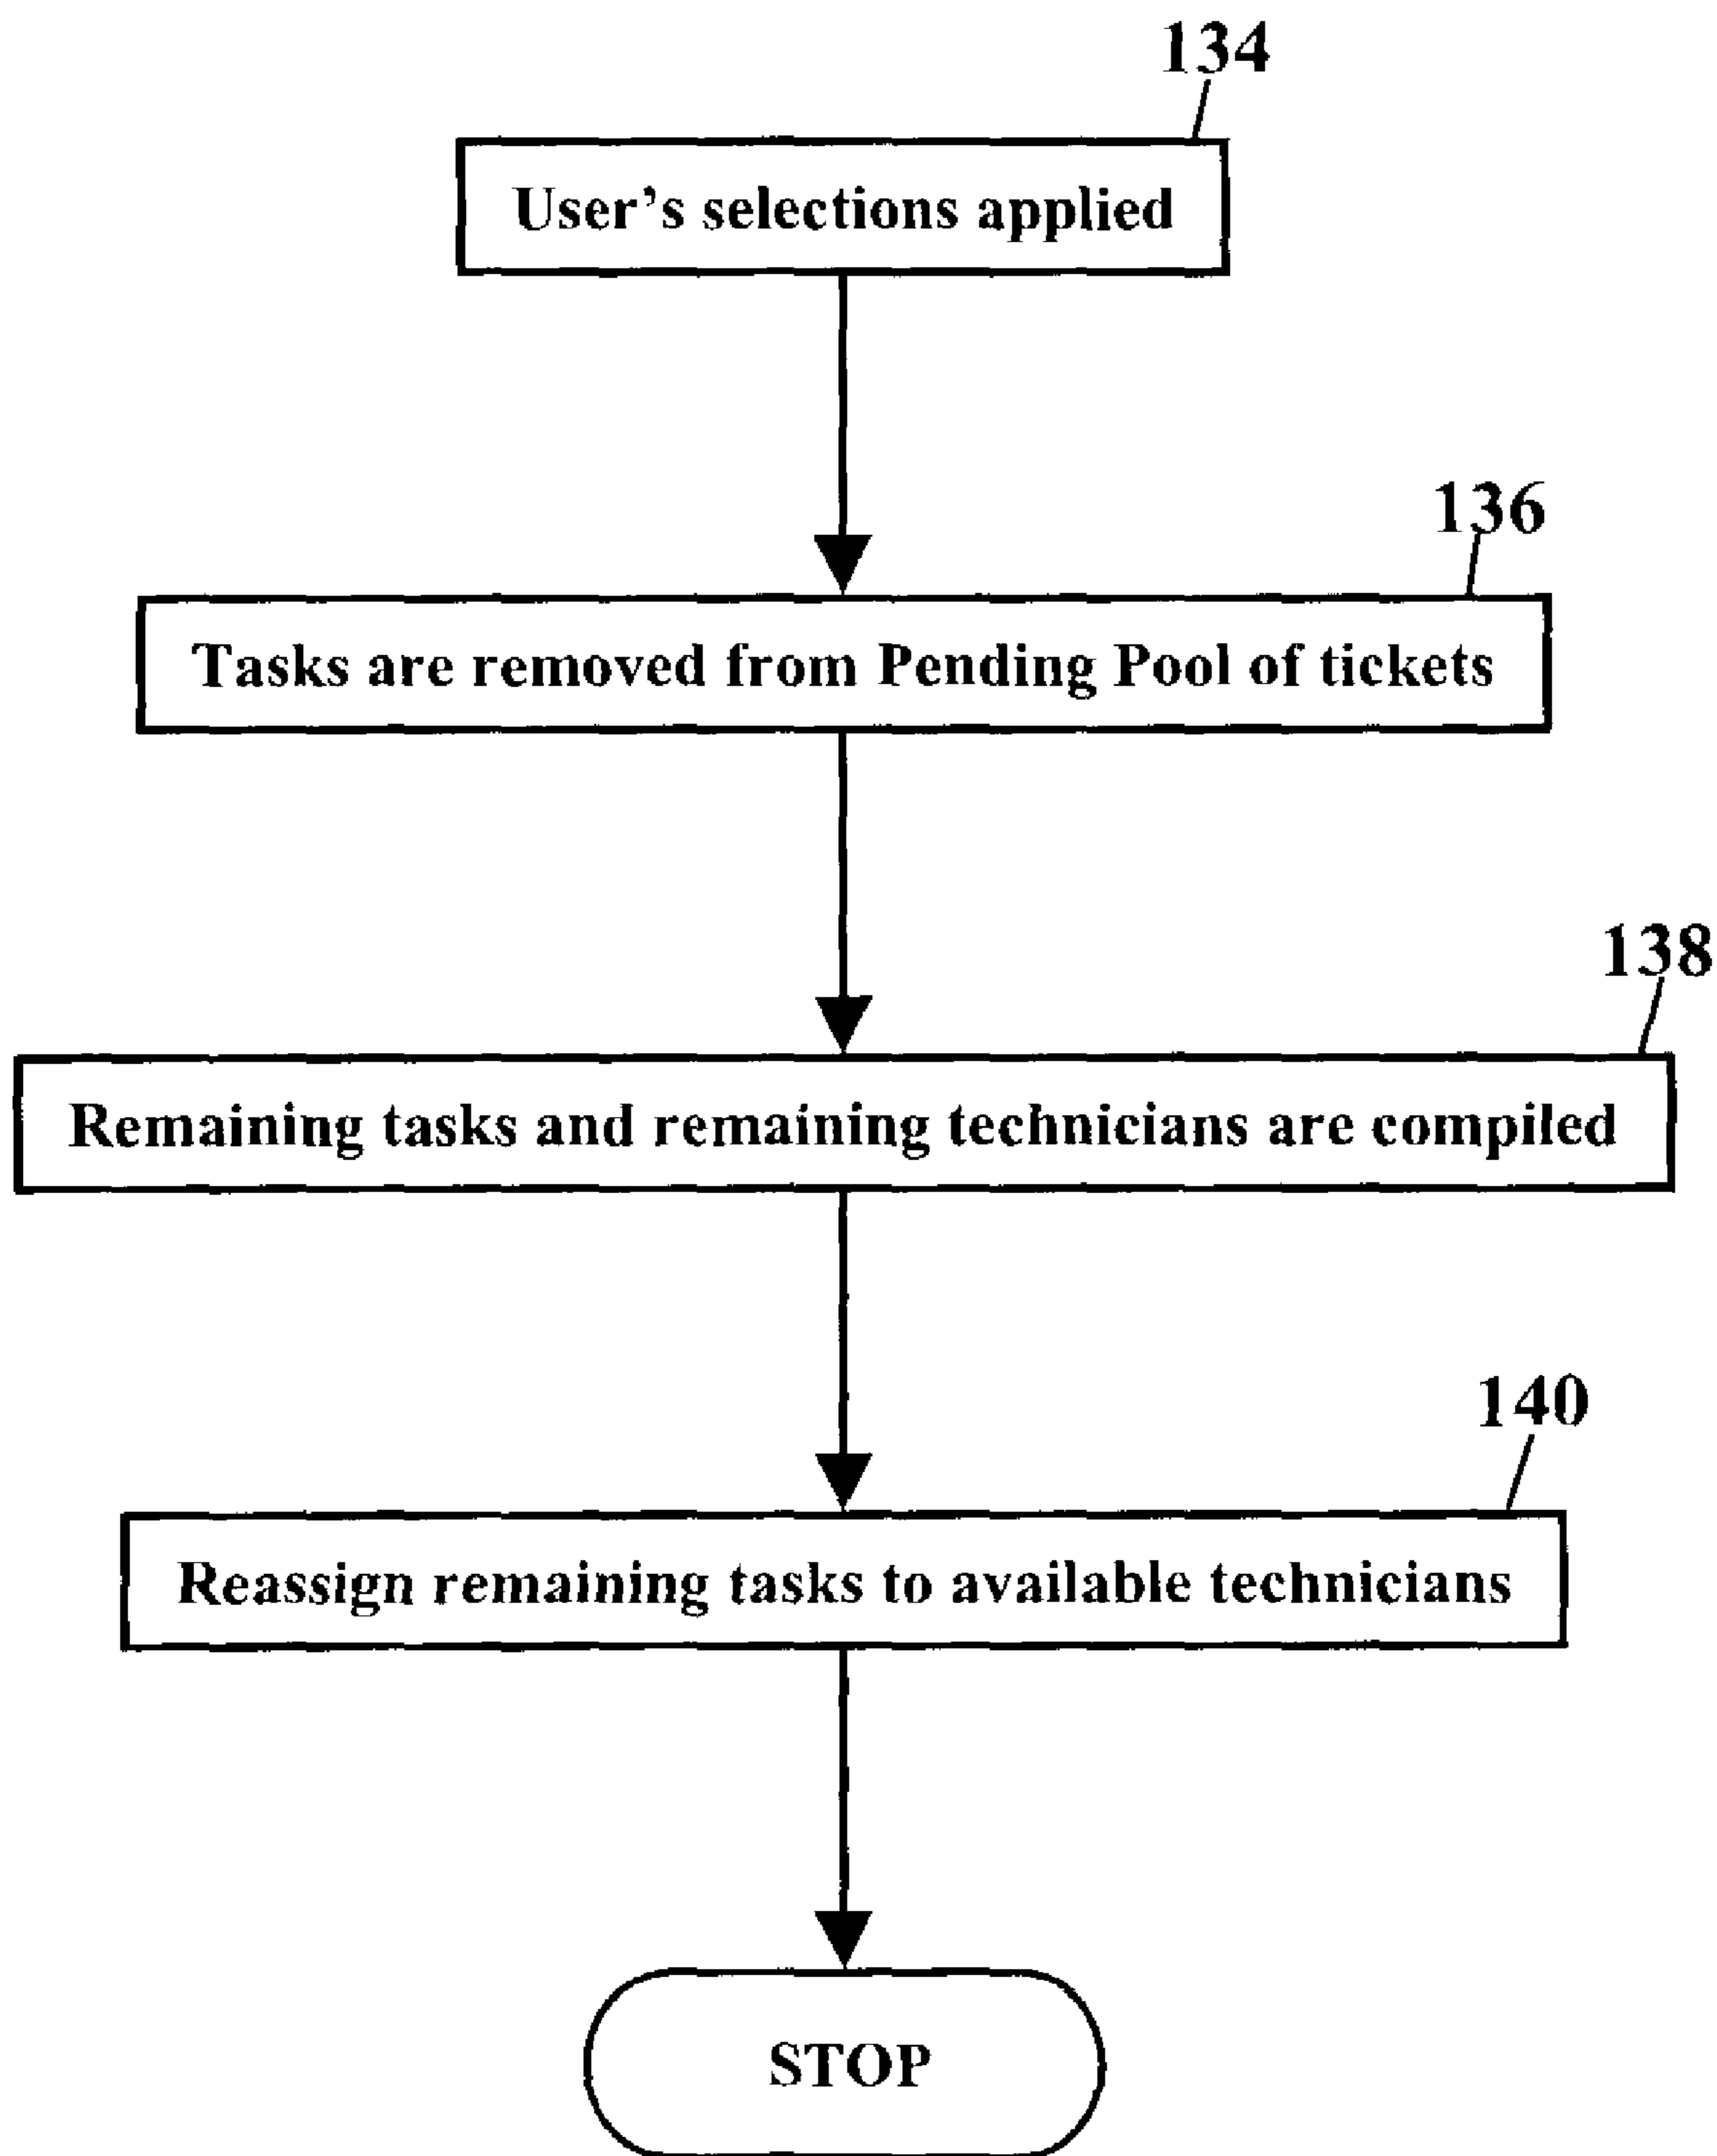 134
User's selections applied
136
Tasks are removed from Pending Pool of tickets
138
Remaining tasks and remaining technicians are compiled
140
Reassign remaining tasks to available technicians
STOP